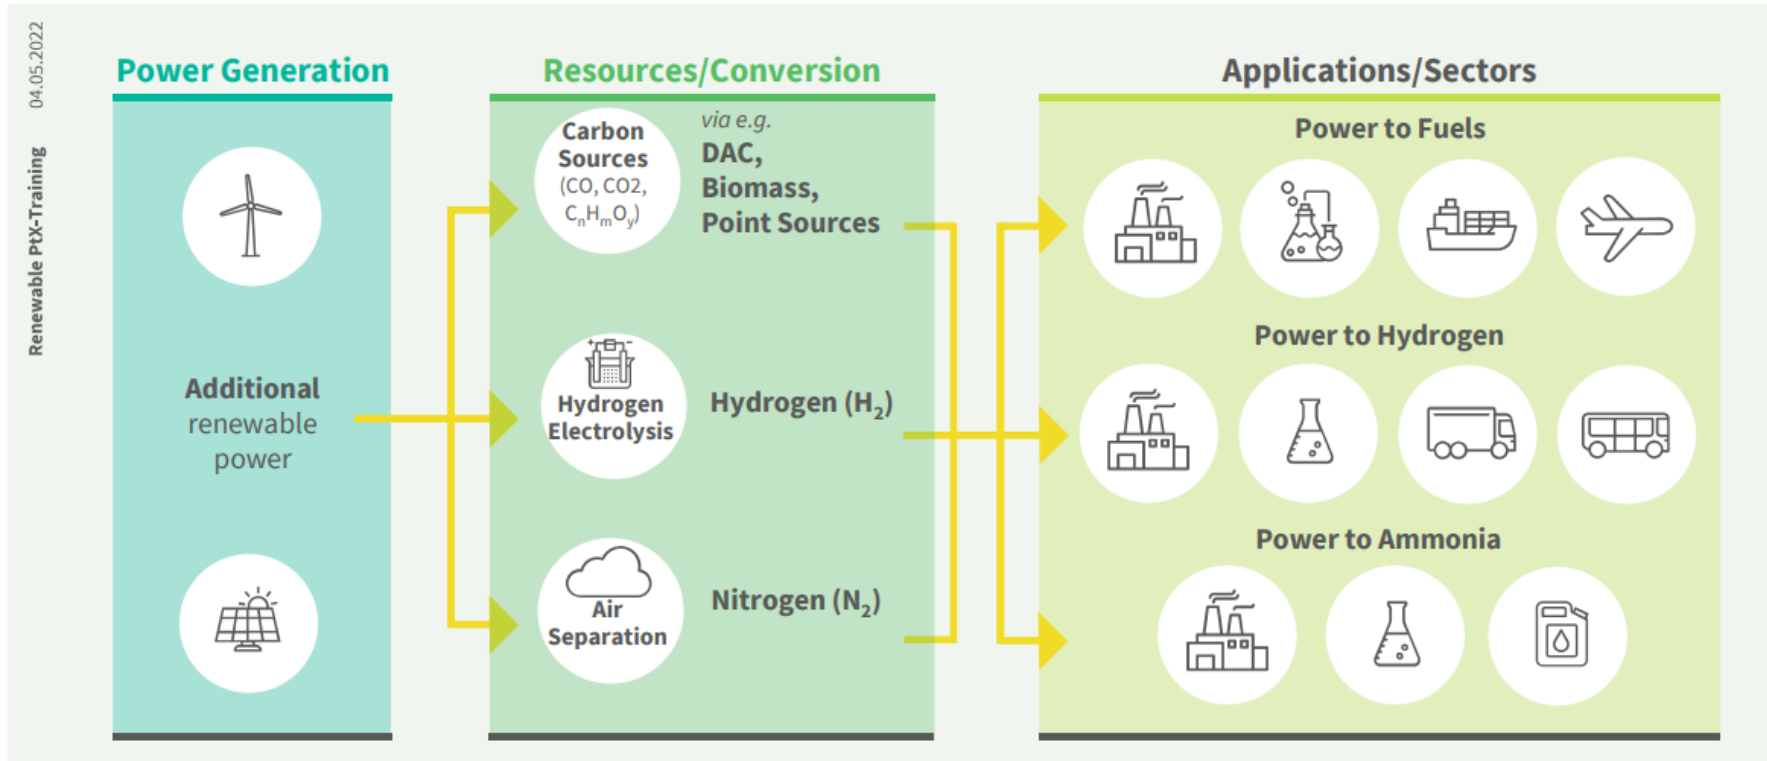 Renewable PtX-Training 04.05.2022
Power Generation
Additional
renewable
power
Resources/Conversion
Carbon
Sources
(CO, CO2,
CₙHₘOᵧ)
via e.g.
DAC,
Biomass,
Point Sources
+ -
Hydrogen
Electrolysis
Hydrogen (H₂)
Air
Separation
Nitrogen (N₂)
Applications/Sectors
Power to Fuels
Power to Hydrogen
Power to Ammonia